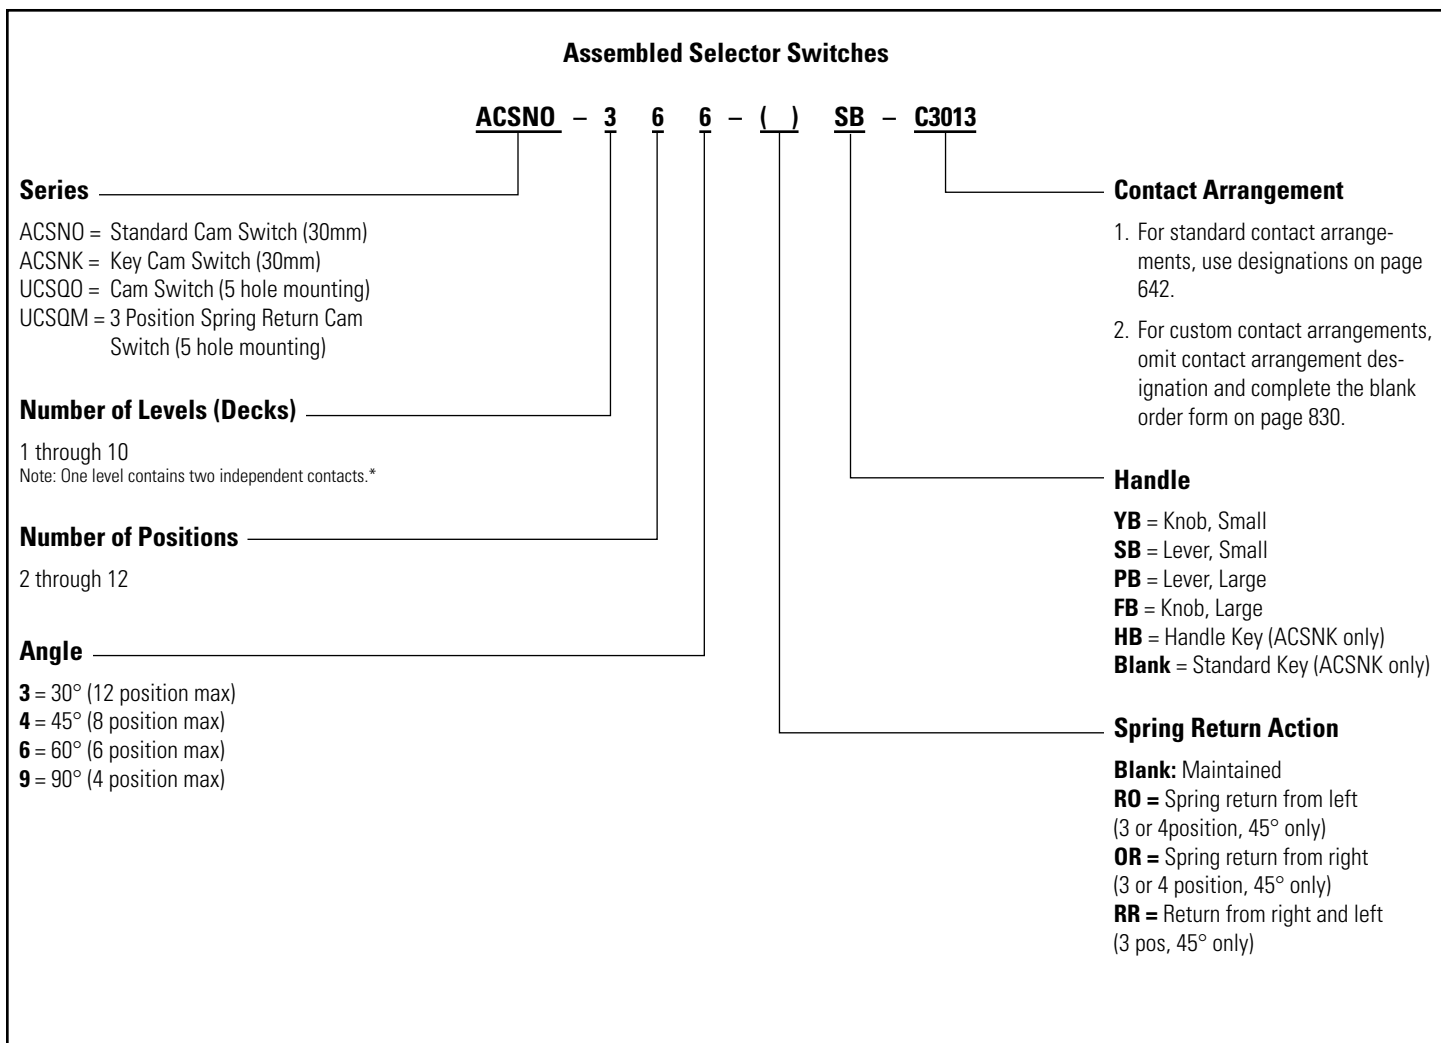 Assembled Selector Switches
ACSNO – 3 6 6 – ( ) SB – C3013
Series
ACSNO = Standard Cam Switch (30mm)
ACSNK = Key Cam Switch (30mm)
UCSQO = Cam Switch (5 hole mounting)
UCSQM = 3 Position Spring Return Cam
Switch (5 hole mounting)
Number of Levels (Decks)
1 through 10
Note: One level contains two independent contacts.*
Number of Positions
2 through 12
Angle
3 = 30° (12 position max)
4 = 45° (8 position max)
6 = 60° (6 position max)
9 = 90° (4 position max)
Contact Arrangement
1. For standard contact arrange-
ments, use designations on page
642.
2. For custom contact arrangements,
omit contact arrangement des-
ignation and complete the blank
order form on page 830.
Handle
YB = Knob, Small
SB = Lever, Small
PB = Lever, Large
FB = Knob, Large
HB = Handle Key (ACSNK only)
Blank = Standard Key (ACSNK only)
Spring Return Action
Blank: Maintained
RO = Spring return from left
(3 or 4position, 45° only)
OR = Spring return from right
(3 or 4 position, 45° only)
RR = Return from right and left
(3 pos, 45° only)